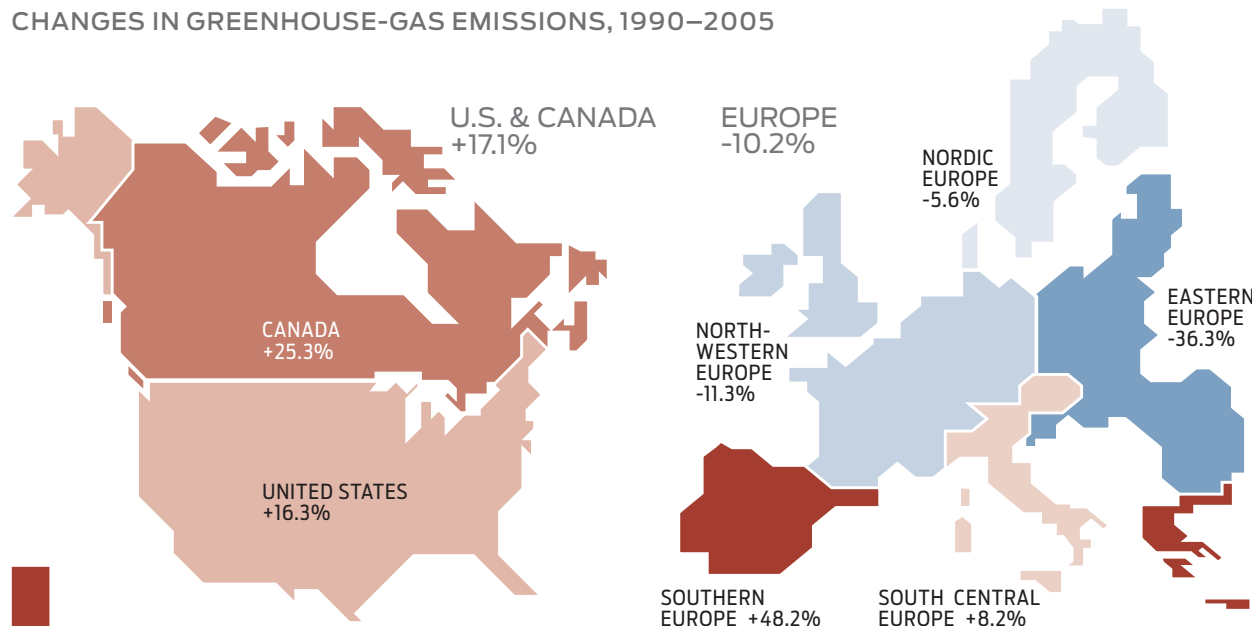 CHANGES IN GREENHOUSE-GAS EMISSIONS, 1990–2005
U.S. & CANADA
+17.1%
EUROPE
-10.2%
NORDIC
EUROPE
-5.6%
EASTERN
EUROPE
-36.3%
NORTH-
WESTERN
EUROPE
-11.3%
CANADA
+25.3%
UNITED STATES
+16.3%
SOUTHERN
EUROPE +48.2%
SOUTH CENTRAL
EUROPE +8.2%